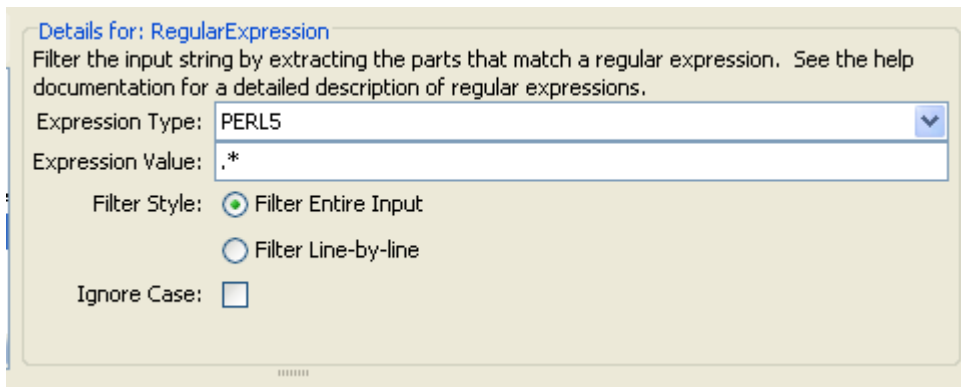 Details for: RegularExpression
Filter the input string by extracting the parts that match a regular expression.  See the help
documentation for a detailed description of regular expressions.
Expression Type: PERL5
Expression Value: .*
Filter Style: Filter Entire Input
Filter Line-by-line
Ignore Case: